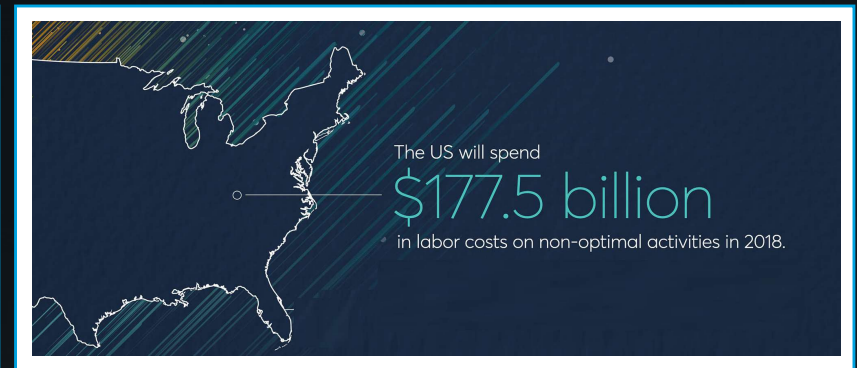 The US will spend
$177.5 billion
in labor costs on non-optimal activities in 2018.